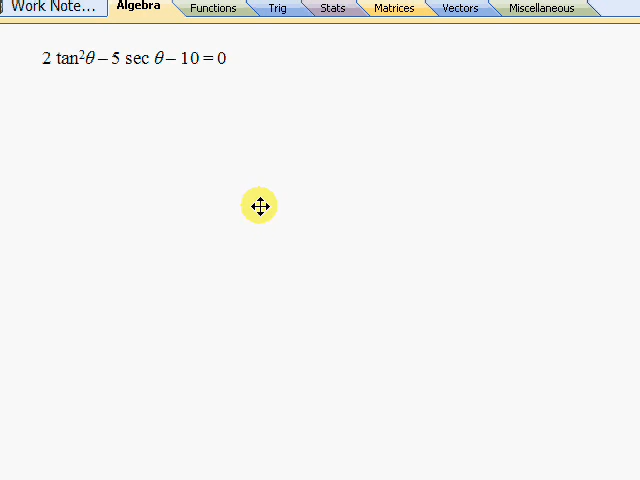 Work Note... Algebra Functions Trig Stats Matrices Vectors Miscellaneous
2 tan²θ – 5 sec θ – 10 = 0